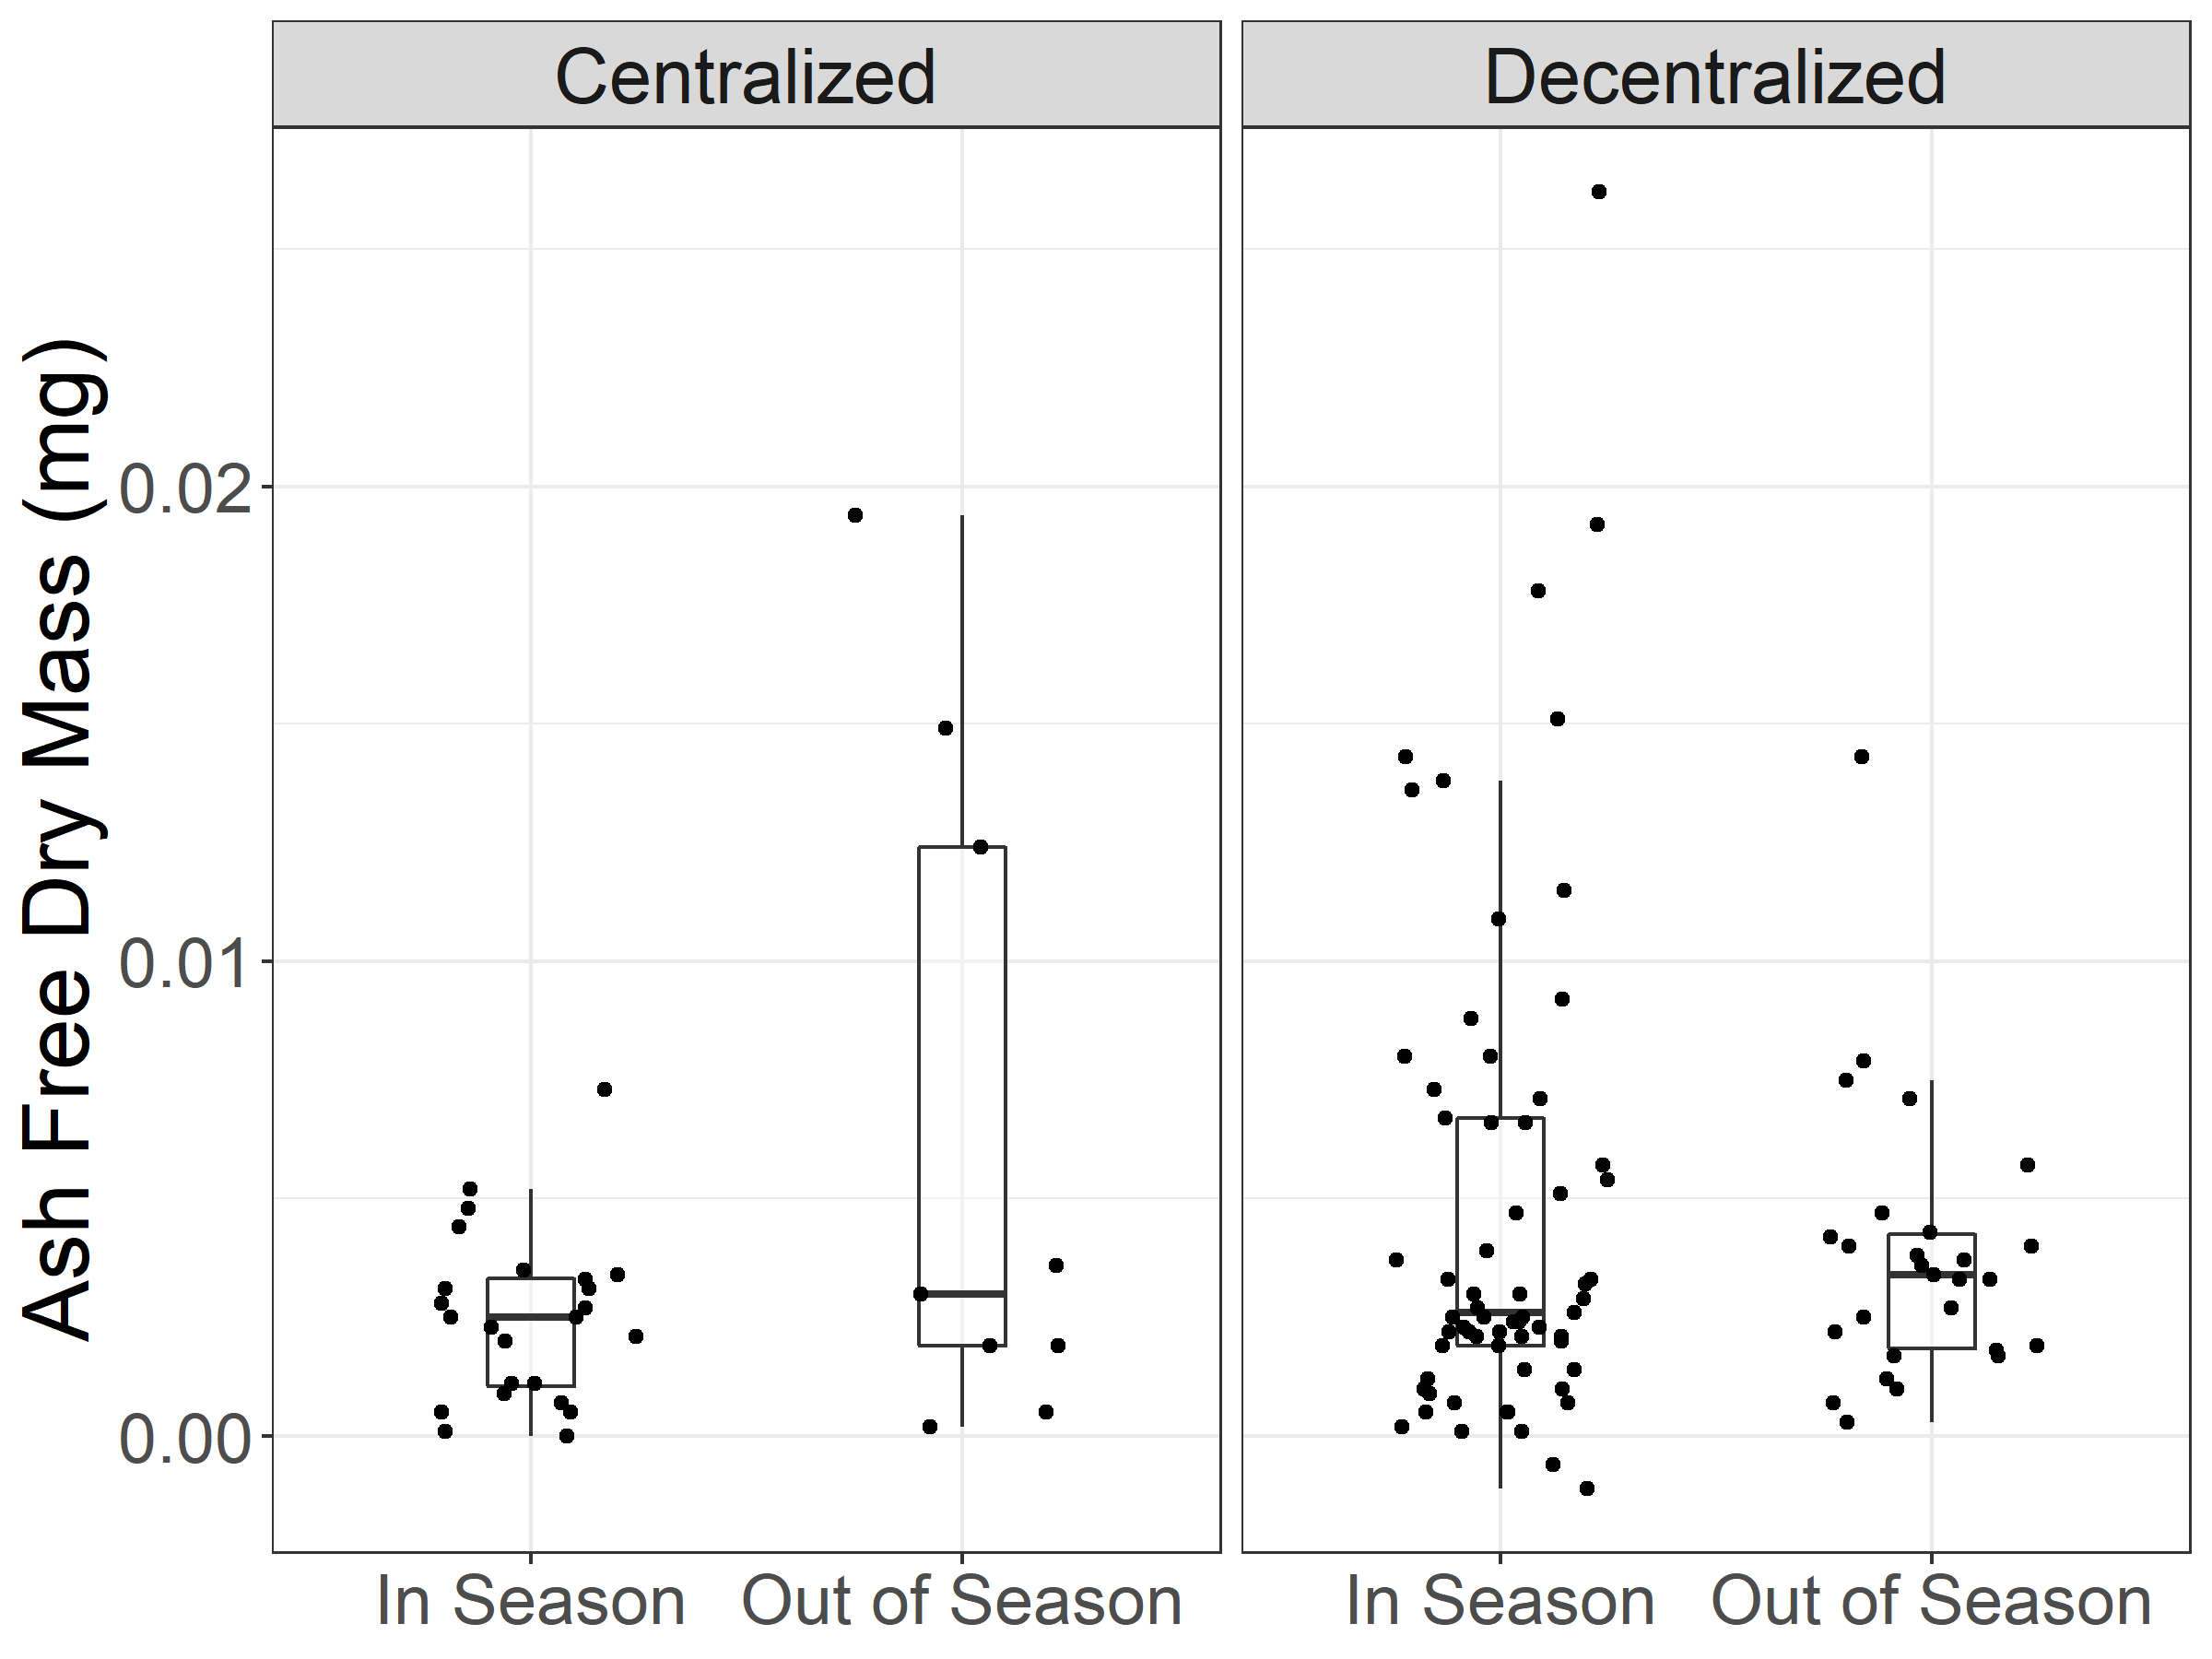 Centralized
Decentralized
Ash Free Dry Mass (mg)
0.02
0.01
0.00
In Season
Out of Season
In Season
Out of Season